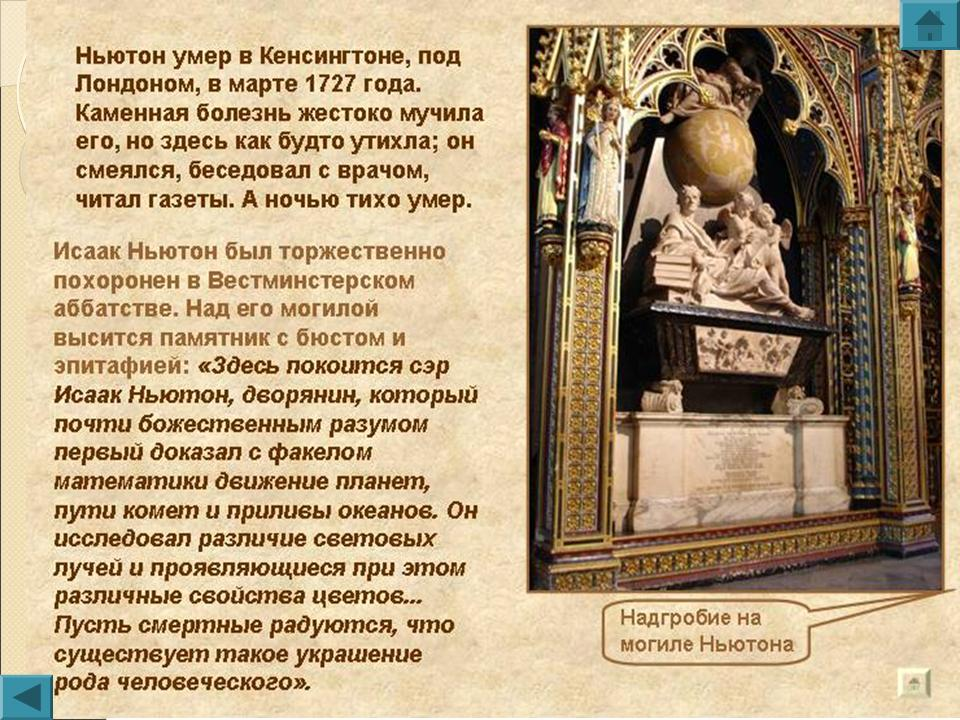 Ньютон умер в Кенсингтоне, под
Лондоном, в марте 1727 года.
Каменная болезнь жестоко мучила
его, но здесь как будто утихла; он
смеялся, беседовал с врачом,
читал газеты. А ночью тихо умер.
Исаак Ньютон был торжественно
похоронен в Вестминстерском
аббатстве. Над его могилой
высится памятник с бюстом и
эпитафией: «Здесь покоится сэр
Исаак Ньютон, дворянин, который
почти божественным разумом
первый доказал с факелом
математики движение планет,
пути комет и приливы океанов. Он
исследовал различие световых
лучей и проявляющиеся при этом
различные свойства цветов...
Пусть смертные радуются, что
существует такое украшение
рода человеческого».
Надгробие на
могиле Ньютона